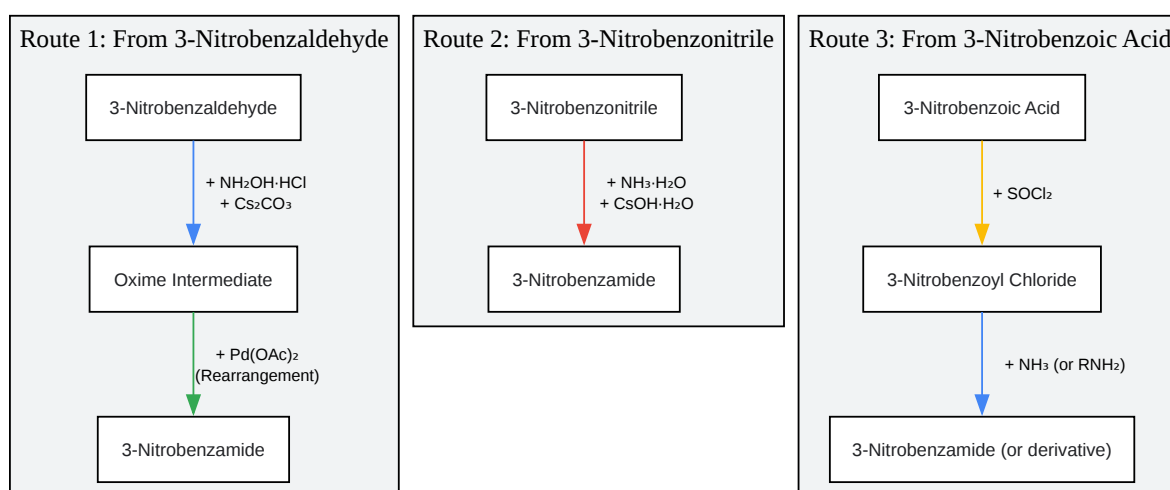 Route 1: From 3-Nitrobenzaldehyde
3-Nitrobenzaldehyde
+ NH₂OH·HCl
+ Cs₂CO₃
Oxime Intermediate
+ Pd(OAc)₂
(Rearrangement)
3-Nitrobenzamide
Route 2: From 3-Nitrobenzonitrile
3-Nitrobenzonitrile
+ NH₃·H₂O
+ CsOH·H₂O
3-Nitrobenzamide
Route 3: From 3-Nitrobenzoic Acid
3-Nitrobenzoic Acid
+ SOCl₂
3-Nitrobenzoyl Chloride
+ NH₃ (or RNH₂)
3-Nitrobenzamide (or derivative)